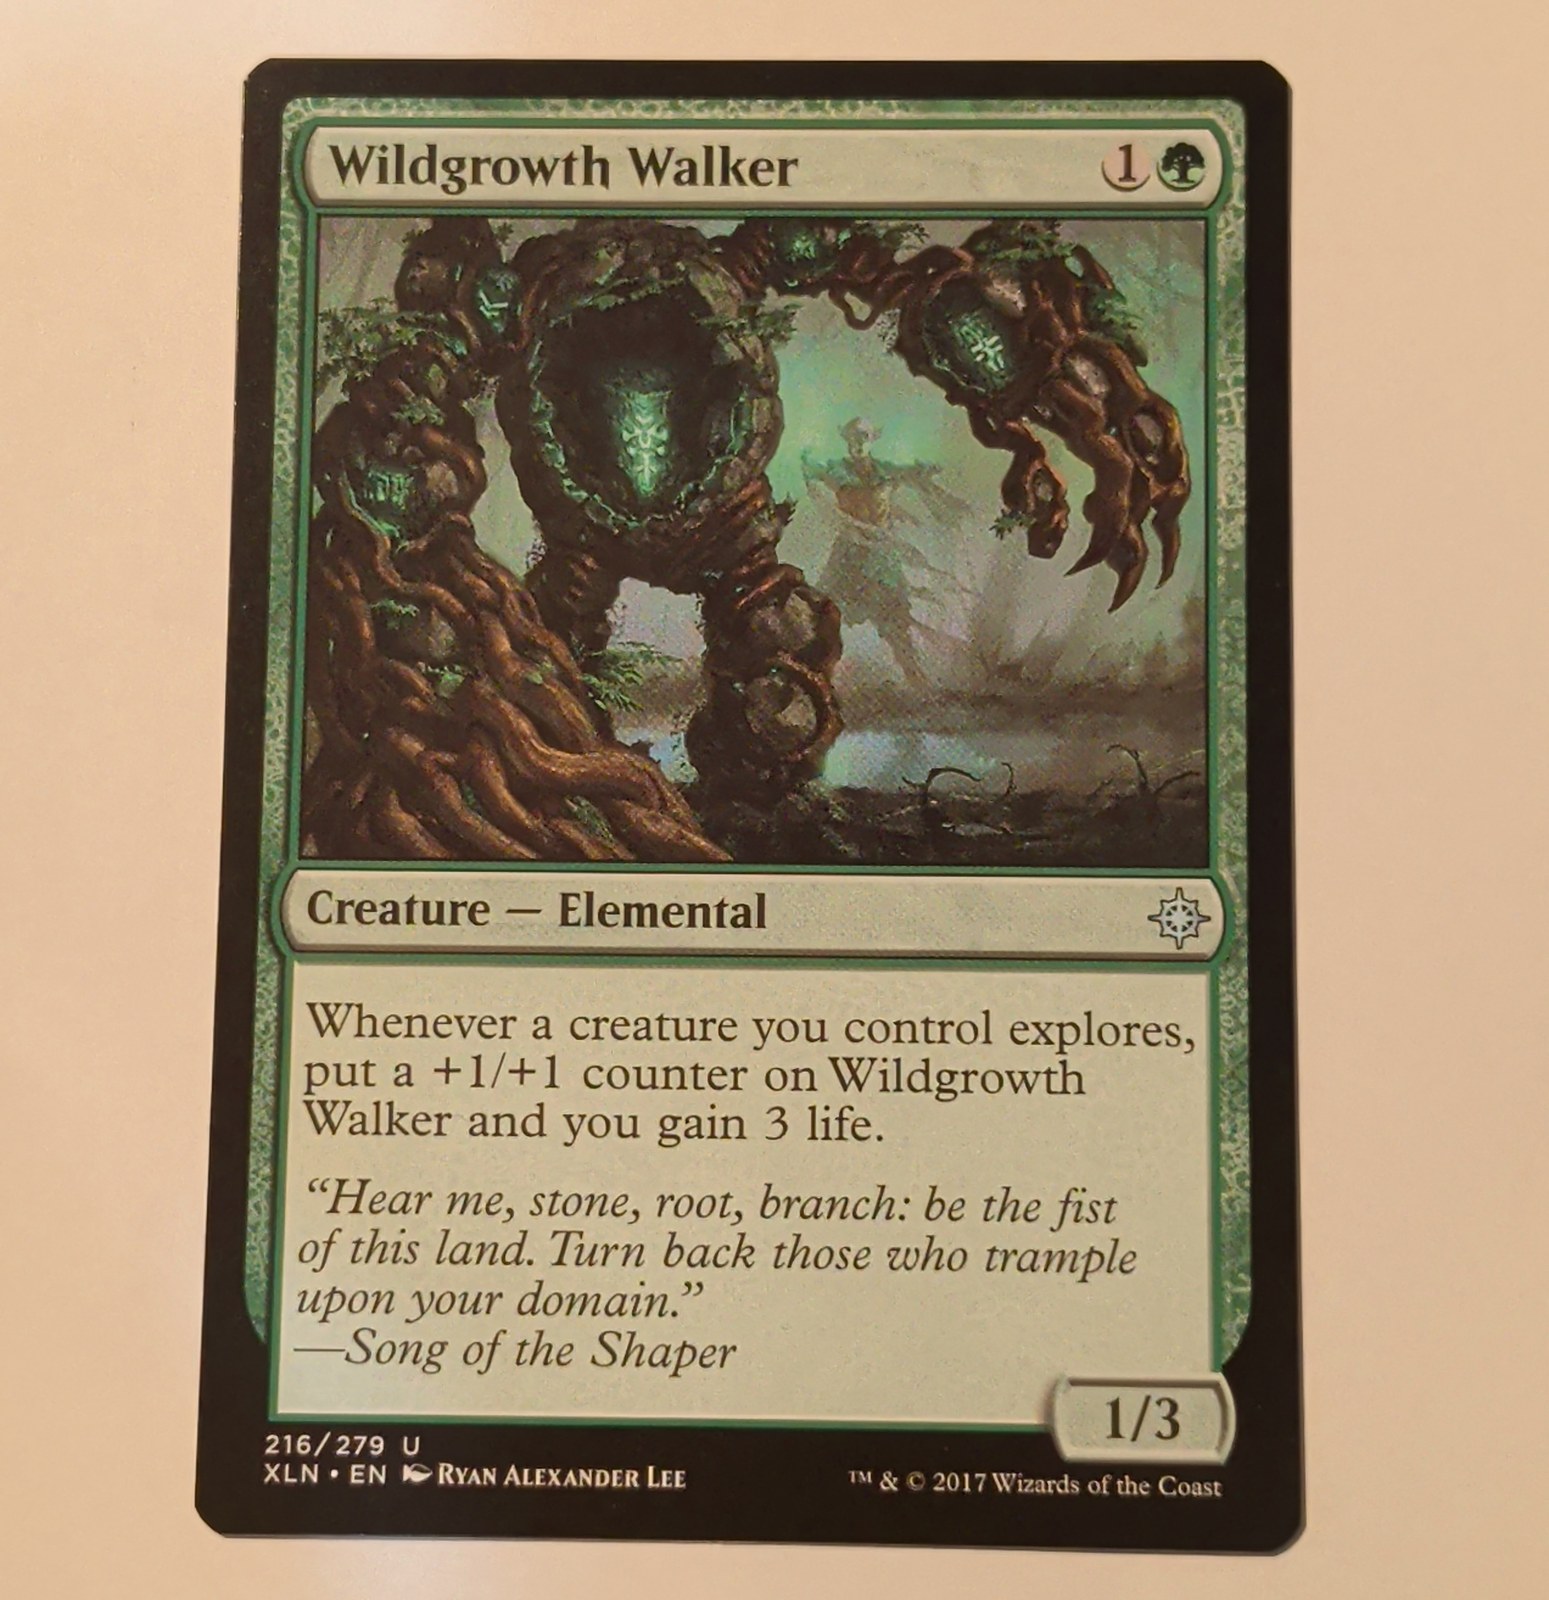 Wildgrowth Walker 1
Creature — Elemental
Whenever a creature you control explores,
put a +1/+1 counter on Wildgrowth
Walker and you gain 3 life.
“Hear me, stone, root, branch: be the fist
of this land. Turn back those who trample
upon your domain.”
—Song of the Shaper
1/3
216/279 U
XLN • EN Ryan Alexander Lee
™ & © 2017 Wizards of the Coast